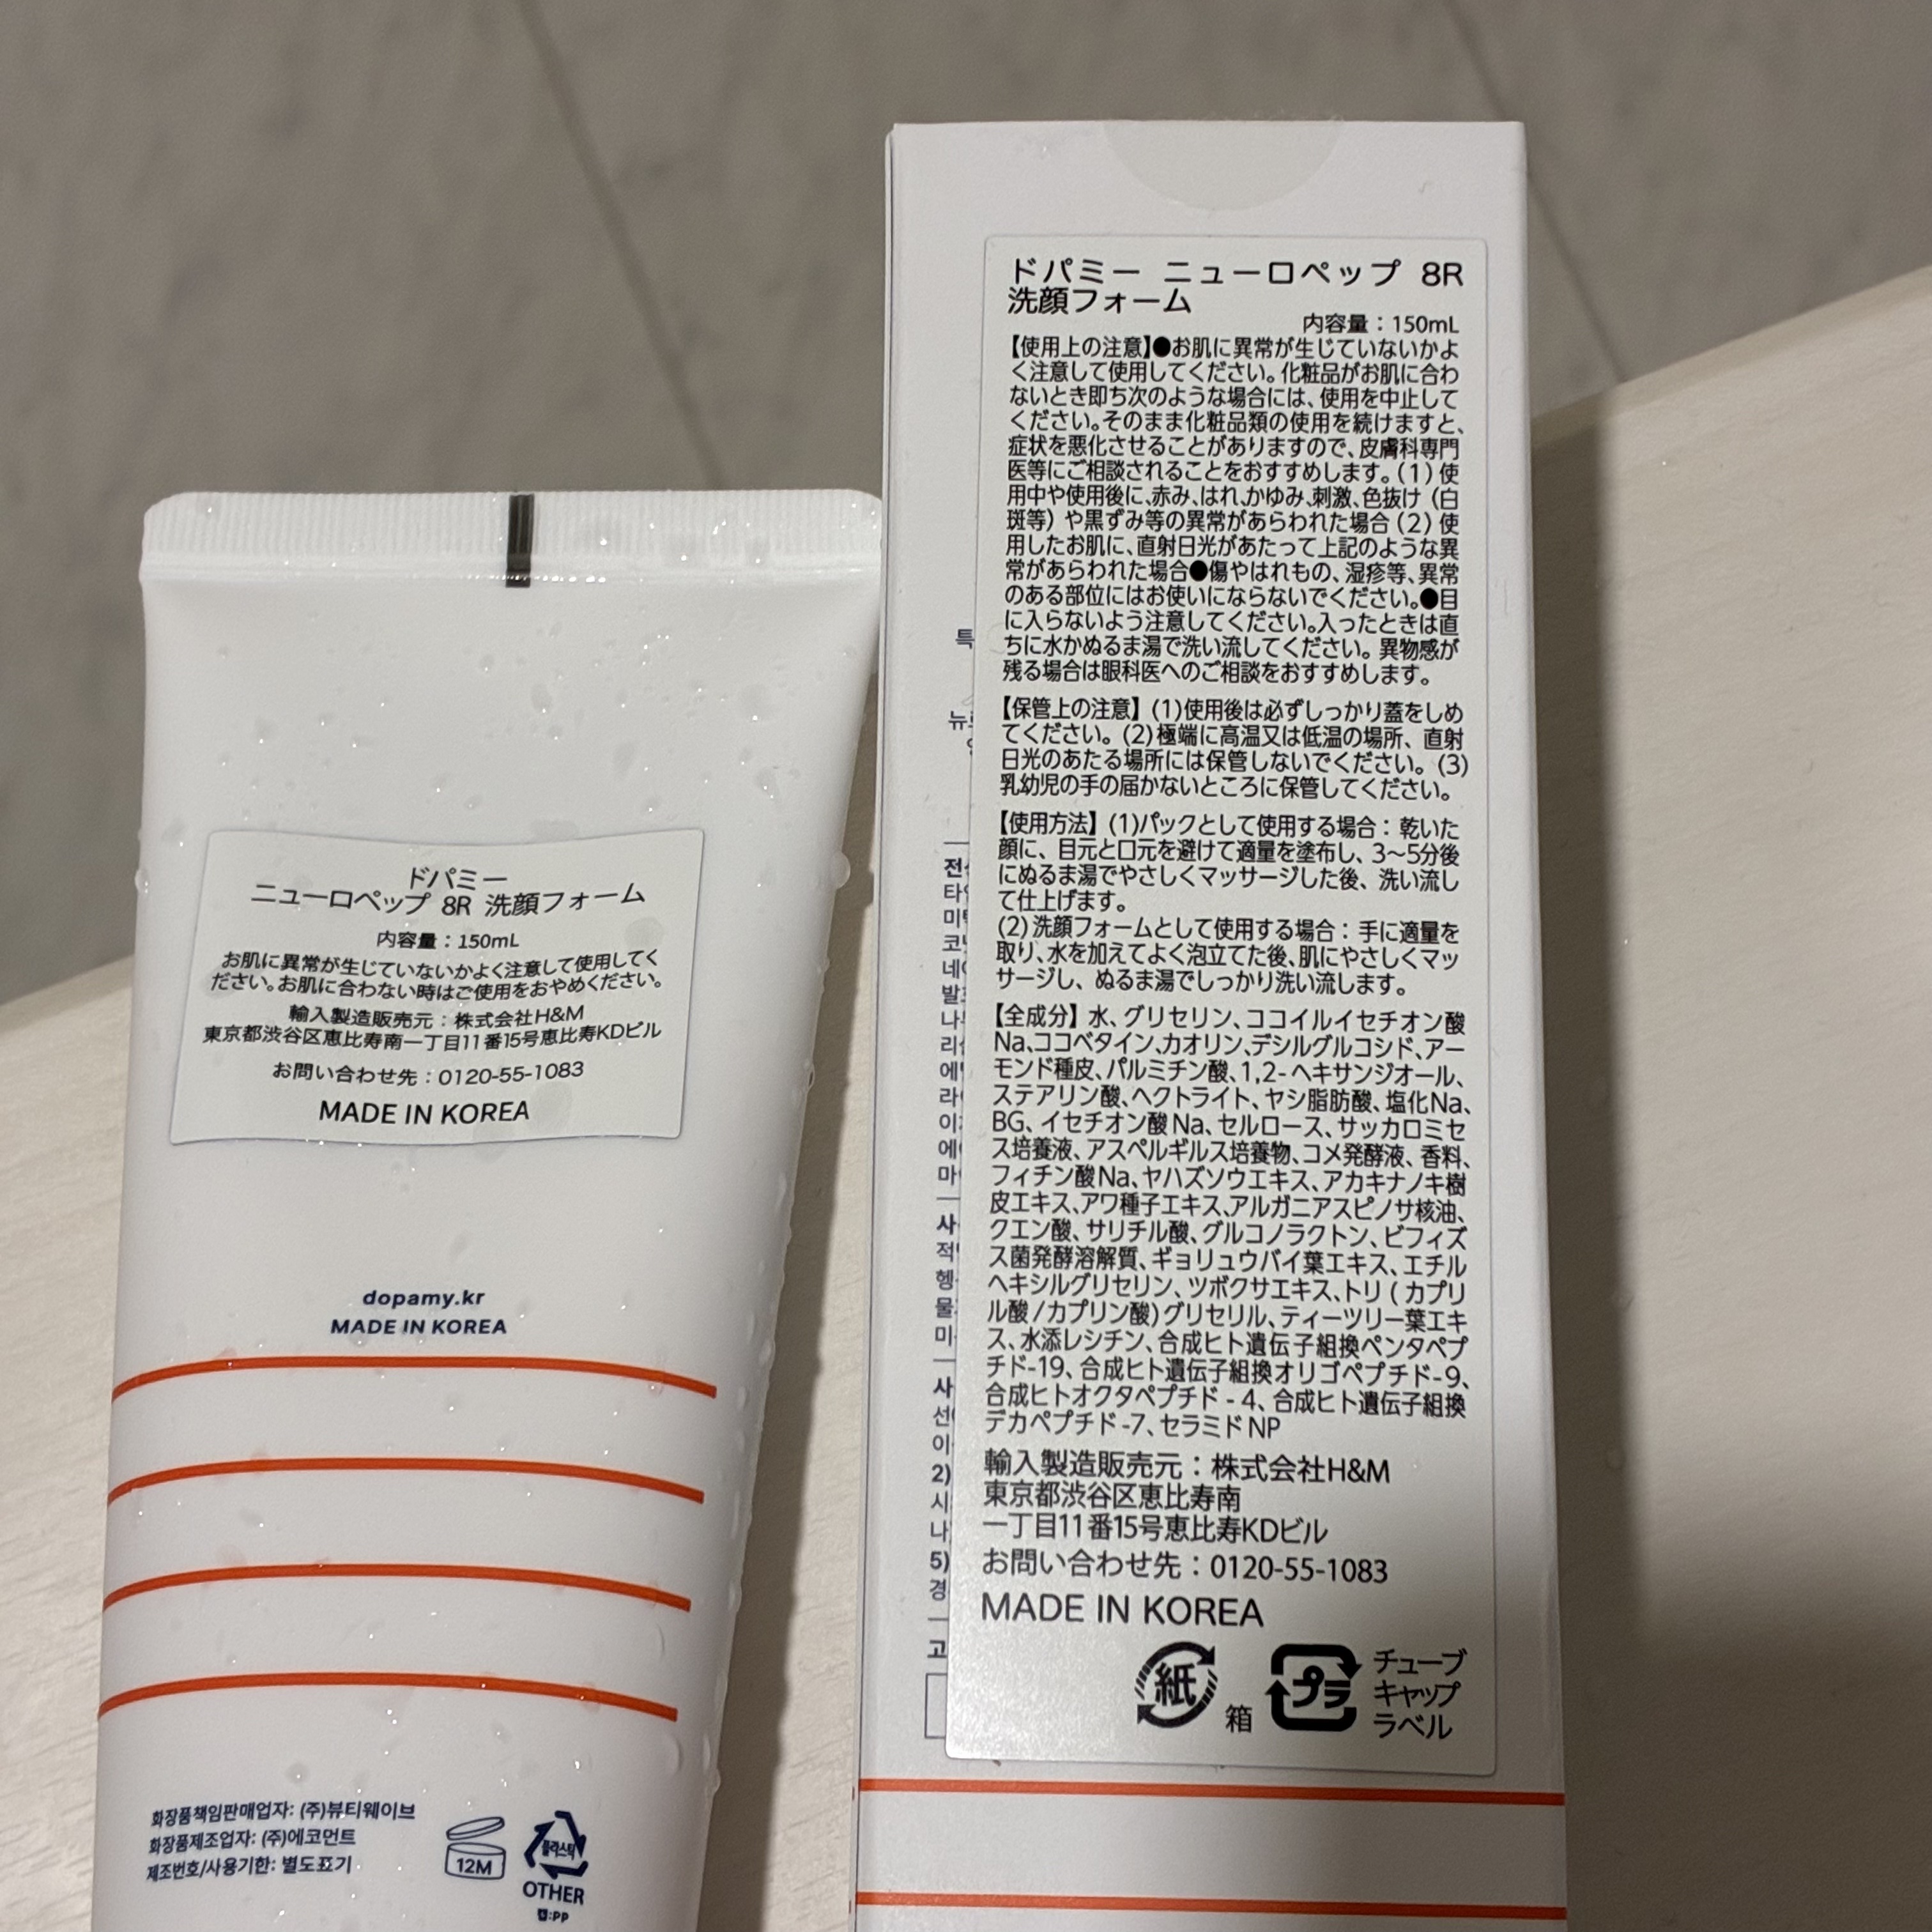 ドパミー
ニューロペップ 8R 洗顔フォーム
内容量：150mL
お肌に異常が生じていないかよく注意して使用してく
ださい。お肌に合わない時はご使用をおやめください。
輸入製造販売元：株式会社H&M
東京都渋谷区恵比寿南一丁目11番15号恵比寿KDビル
お問い合わせ先：0120-55-1083
MADE IN KOREA
dopamy.kr
MADE IN KOREA
화장품책임판매업자: (주)뷰티웨이브
화장품제조업자: (주)에코먼트
제조번호/사용기한: 별도표기
12M
플라스틱
OTHER
ドパミー ニューロペップ 8R
洗顔フォーム
内容量：150mL
【使用上の注意】●お肌に異常が生じていないかよ
く注意して使用してください。化粧品がお肌に合わ
ないとき即ち次のような場合には、使用を中止して
ください。そのまま化粧品類の使用を続けますと、
症状を悪化させることがありますので、皮膚科専門
医等にご相談されることをおすすめします。(1) 使
用中や使用後に、赤み、はれ、かゆみ、刺激、色抜け（白
斑等）や黒ずみ等の異常があらわれた場合 (2) 使
用したお肌に、直射日光があたって上記のような異
常があらわれた場合●傷やはれもの、湿疹等、異常
のある部位にはお使いにならないでください。●目
に入らないよう注意してください。入ったときは直
ちに水かぬるま湯で洗い流してください。異物感が
残る場合は眼科医へのご相談をおすすめします。
【保管上の注意】(1)使用後は必ずしっかり蓋をしめ
てください。(2)極端に高温又は低温の場所、直射
日光のあたる場所には保管しないでください。(3)
乳幼児の手の届かないところに保管してください。
【使用方法】(1)パックとして使用する場合：乾いた
顔に、目元と口元を避けて適量を塗布し、3～5分後
にぬるま湯でやさしくマッサージした後、洗い流し
て仕上げます。
(2)洗顔フォームとして使用する場合：手に適量を
取り、水を加えてよく泡立てた後、肌にやさしくマッ
サージし、ぬるま湯でしっかり洗い流します。
【全成分】水、グリセリン、ココイルイセチオン酸
Na、ココベタイン、カオリン、デシルグルコシド、アー
モンド種皮、パルミチン酸、1,2-ヘキサンジオール、
ステアリン酸、ヘクトライト、ヤシ脂肪酸、塩化Na、
BG、イセチオン酸Na、セルロース、サッカロミセ
ス培養液、アスペルギルス培養物、コメ発酵液、香料、
フィチン酸Na、ヤハズソウエキス、アカキナノキ樹
皮エキス、アワ種子エキス、アルガニアスピノサ核油、
クエン酸、サリチル酸、グルコノラクトン、ビフィズ
ス菌発酵溶解質、ギョリュウバイ葉エキス、エチル
ヘキシルグリセリン、ツボクサエキス、トリ(カプリ
ル酸/カプリン酸)グリセリル、ティーツリー葉エキ
ス、水添レシチン、合成ヒト遺伝子組換ペンタペプ
チド-19、合成ヒト遺伝子組換オリゴペプチド-9、
合成ヒトオクタペプチド-4、合成ヒト遺伝子組換
デカペプチド-7、セラミドNP
輸入製造販売元：株式会社H&M
東京都渋谷区恵比寿南
一丁目11番15号恵比寿KDビル
お問い合わせ先：0120-55-1083
MADE IN KOREA
紙
箱
プラ
チューブ
キャップ
ラベル